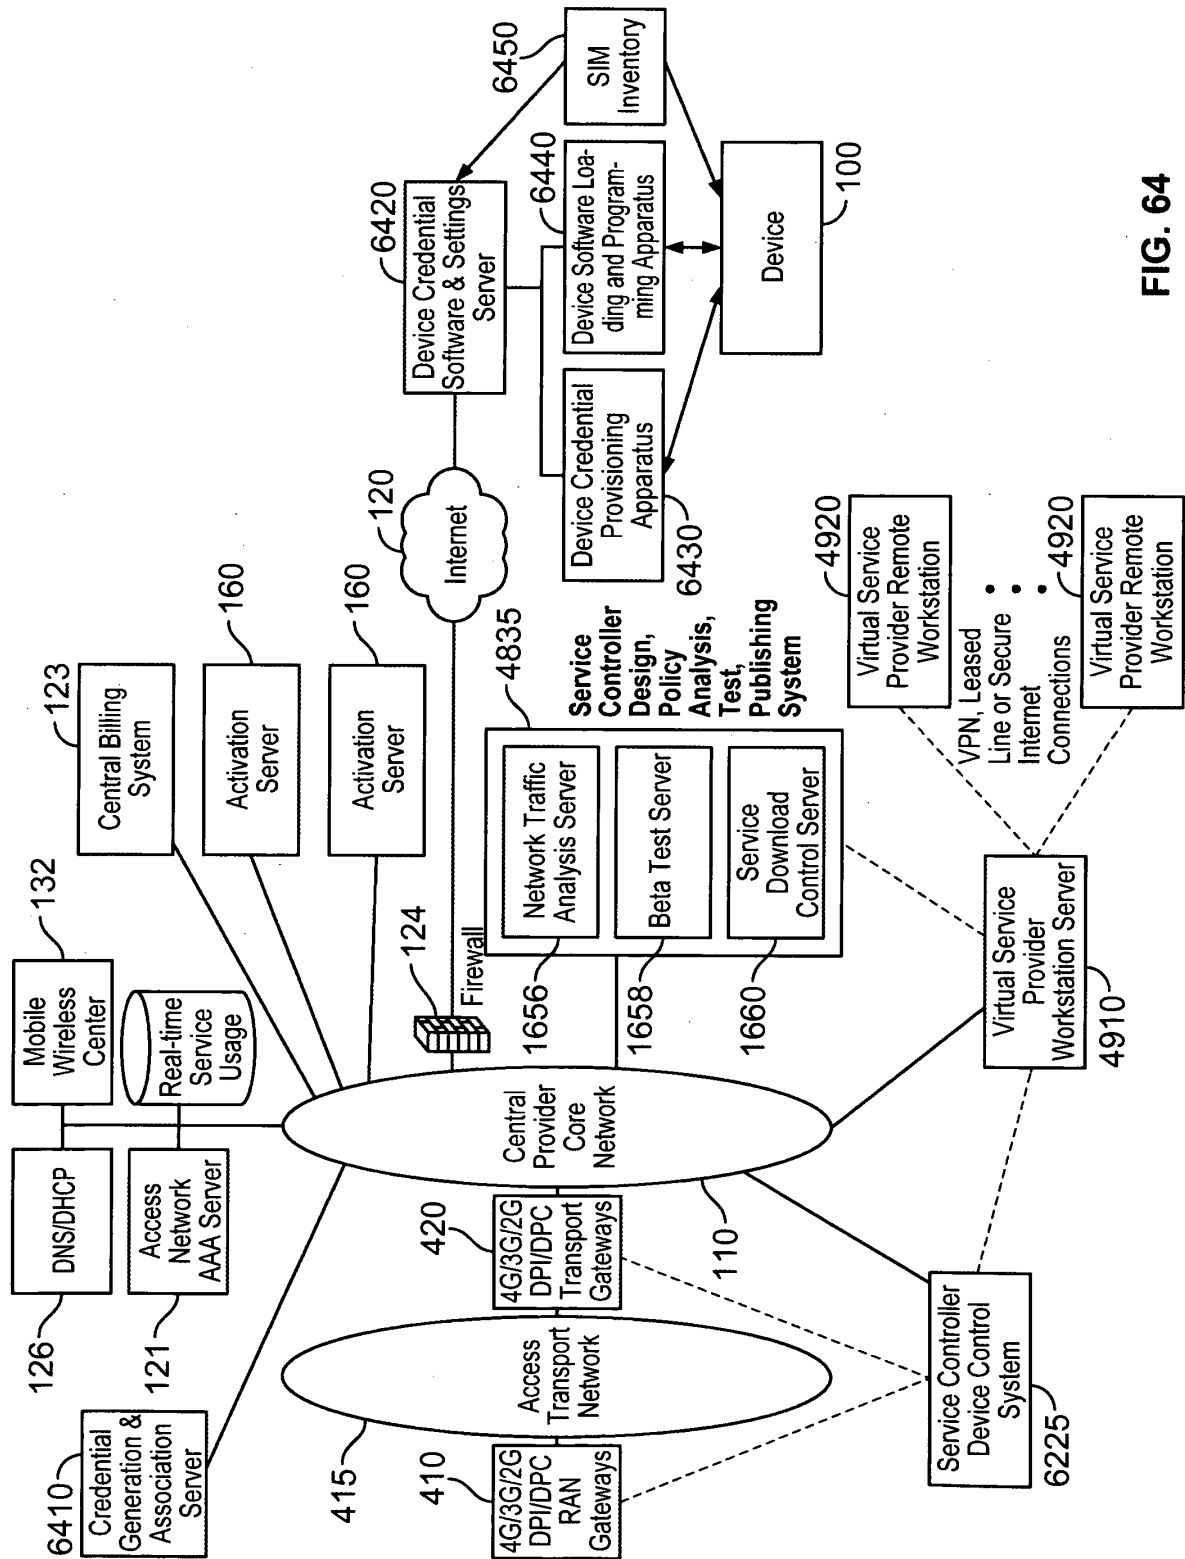 6410
Credential
Generation &
Association
Server
126
DNS/DHCP
Mobile
Wireless
Center
132
121
Access
Network
AAA Server
Real-time
Service
Usage
123
Central Billing
System
160
Activation
Server
160
Activation
Server
415
410
4G/3G/2G
DPI/DPC
RAN
Gateways
Access
Transport
Network
420
4G/3G/2G
DPI/DPC
Transport
Gateways
Central
Provider
Core
Network
110
124
Firewall
120
Internet
6420
Device Credential
Software & Settings
Server
6450
SIM
Inventory
6440
Device Software Loa-
ding and Program-
ming Apparatus
Device Credential
Provisioning
Apparatus
6430
Device
100
4835
Service
Controller
Design,
Policy
Analysis,
Test,
Publishing
System
Network Traffic
Analysis Server
1656
Beta Test Server
1658
Service
Download
Control Server
1660
Service Controller
Device Control
System
6225
Virtual Service
Provider
Workstation Server
4910
4920
Virtual Service
Provider Remote
Workstation
VPN, Leased
Line or Secure
Internet
Connections
4920
Virtual Service
Provider Remote
Workstation
FIG. 64